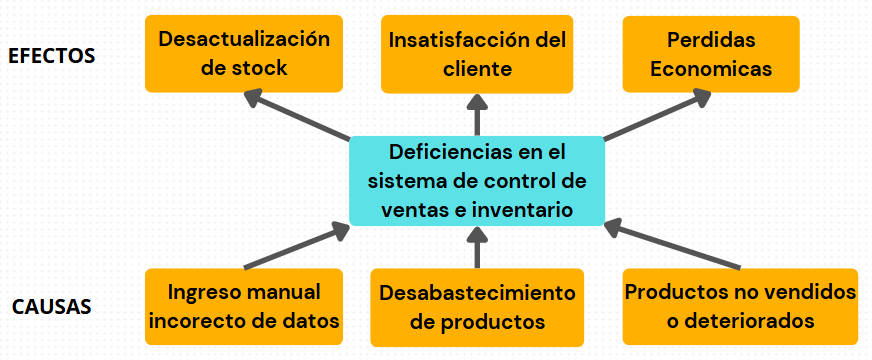 EFECTOS
Desactualización
de stock
Insatisfacción del
cliente
Perdidas
Economicas
Deficiencias en el
sistema de control de
ventas e inventario
CAUSAS
Ingreso manual
incorecto de datos
Desabastecimiento
de productos
Productos no vendidos
o deteriorados